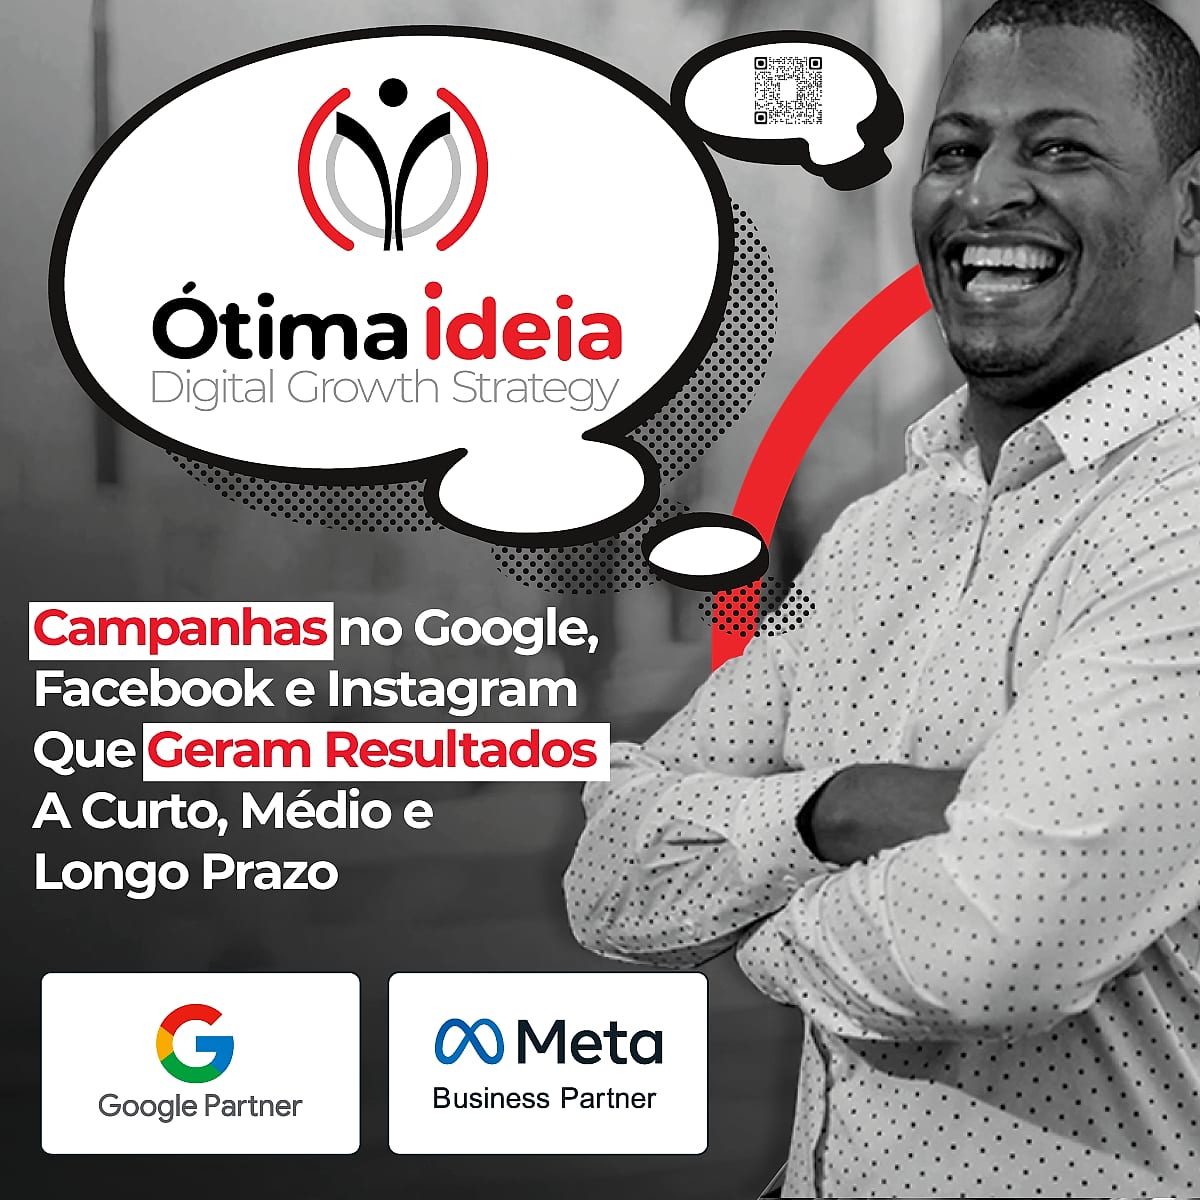 Ótima ideia
Digital Growth Strategy
Campanhas no Google,
Facebook e Instagram
Que Geram Resultados
A Curto, Médio e
Longo Prazo
Google Partner
Meta
Business Partner